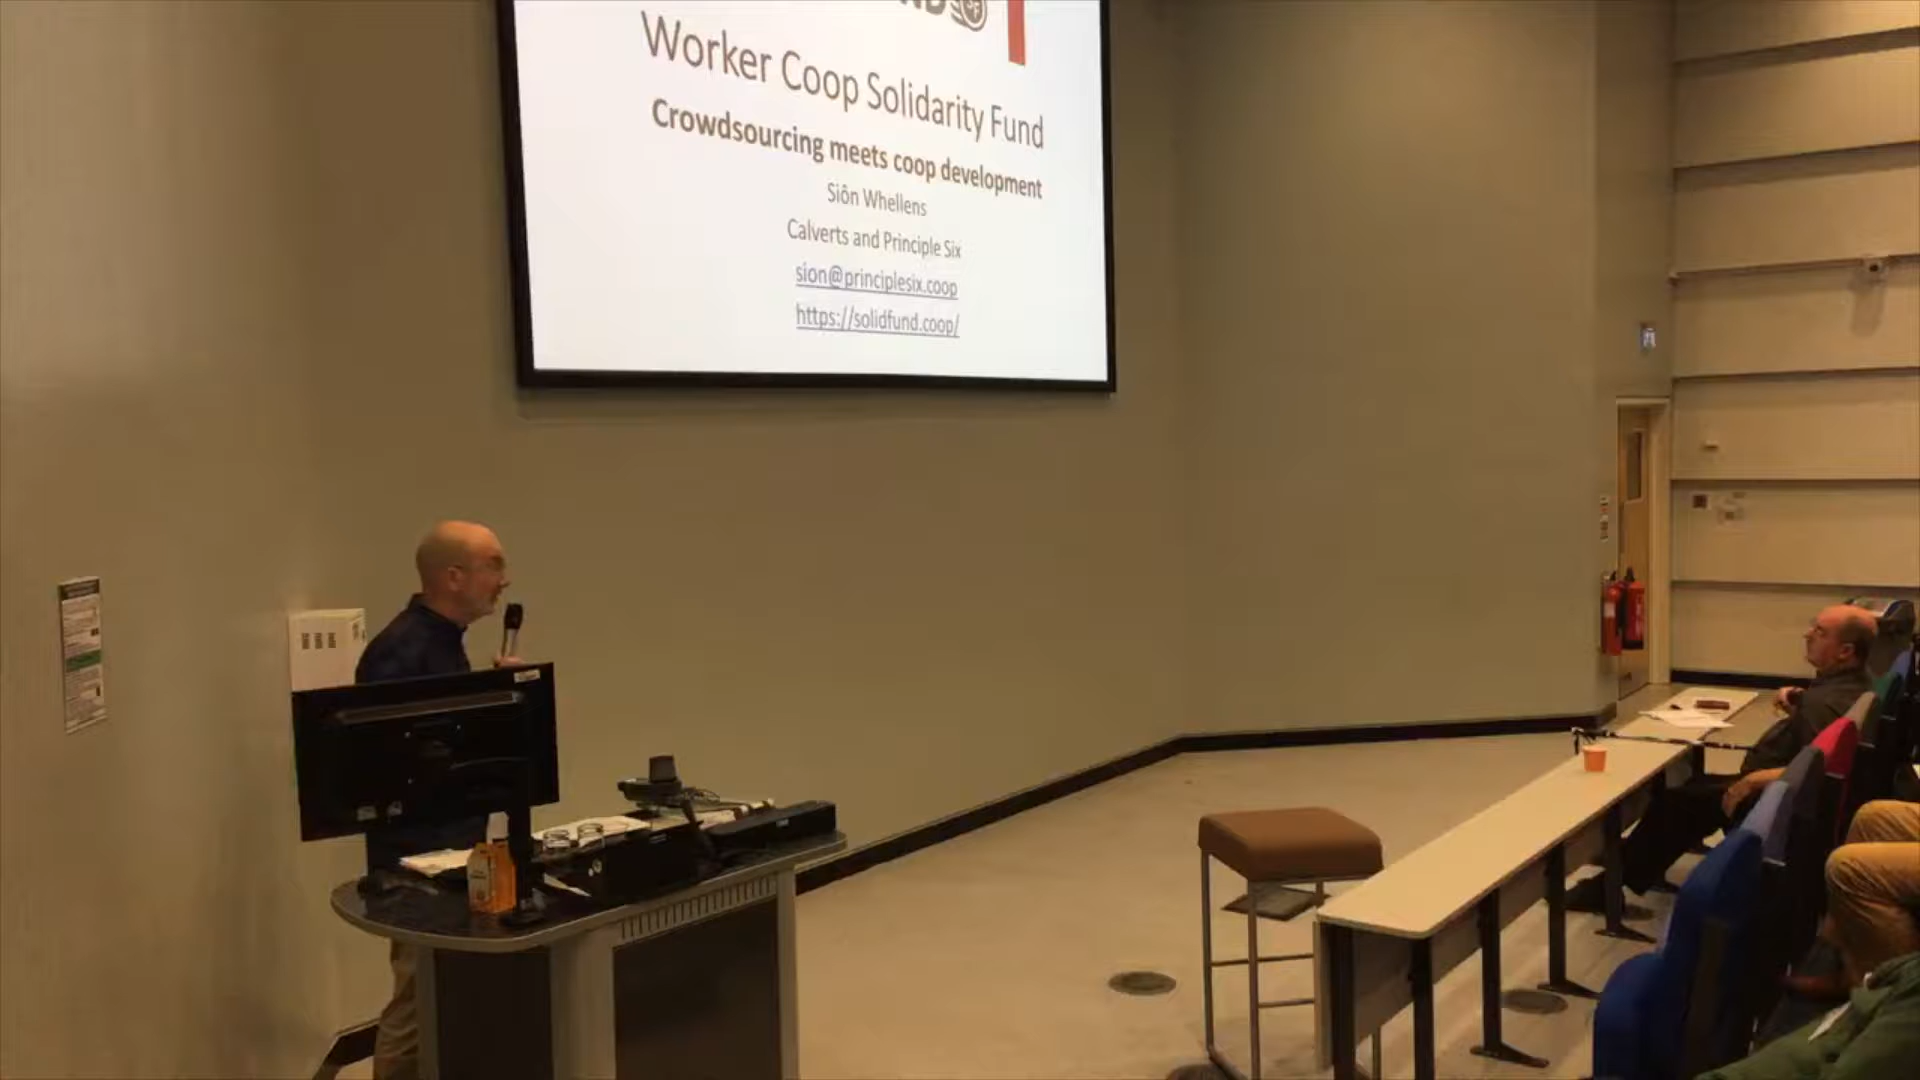 Worker Coop Solidarity Fund
Crowdsourcing meets coop development
Siôn Whellens
Calverts and Principle Six
sion@principlesix.coop
https://solidfund.coop/